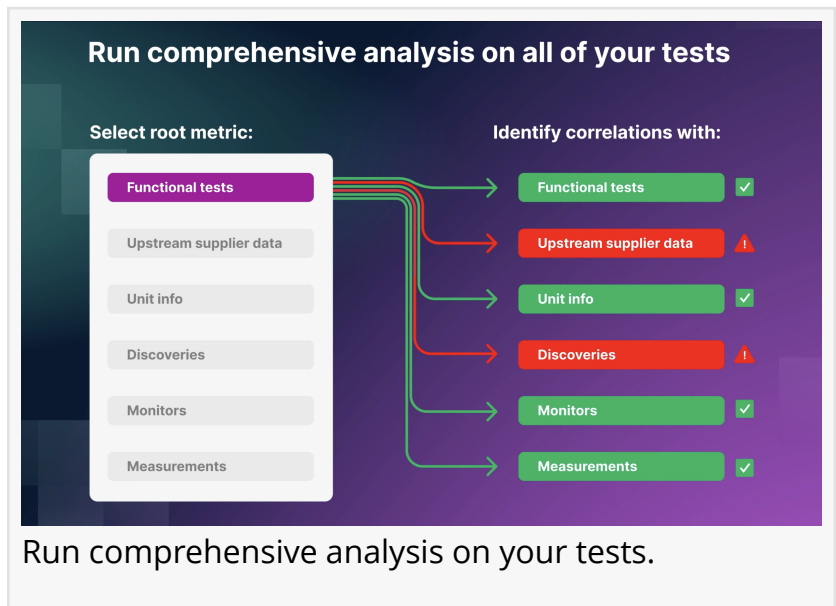 Run comprehensive analysis on all of your tests
Select root metric:
Functional tests
Upstream supplier data
Unit info
Discoveries
Monitors
Measurements
Identify correlations with:
Functional tests
Upstream supplier data
Unit info
Discoveries
Monitors
Measurements
Run comprehensive analysis on your tests.